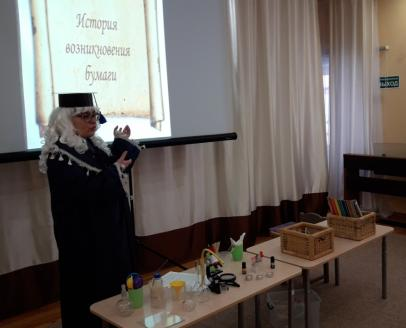 История
возникновения
бумаги
ВЫХОД